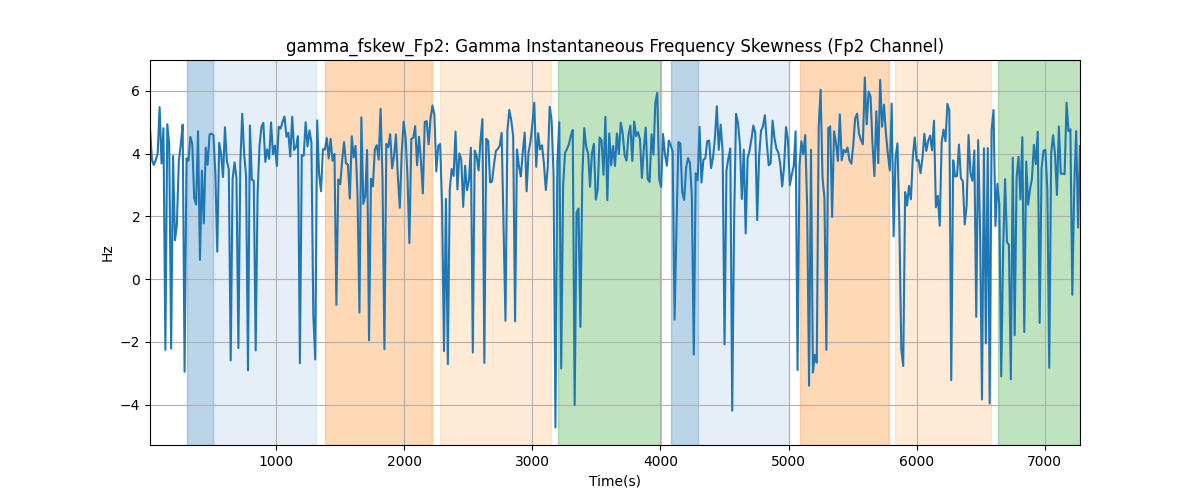 gamma_fskew_Fp2: Gamma Instantaneous Frequency Skewness (Fp2 Channel)
Hz
6
4
2
0
−2
−4
1000 2000 3000 4000 5000 6000 7000
Time(s)